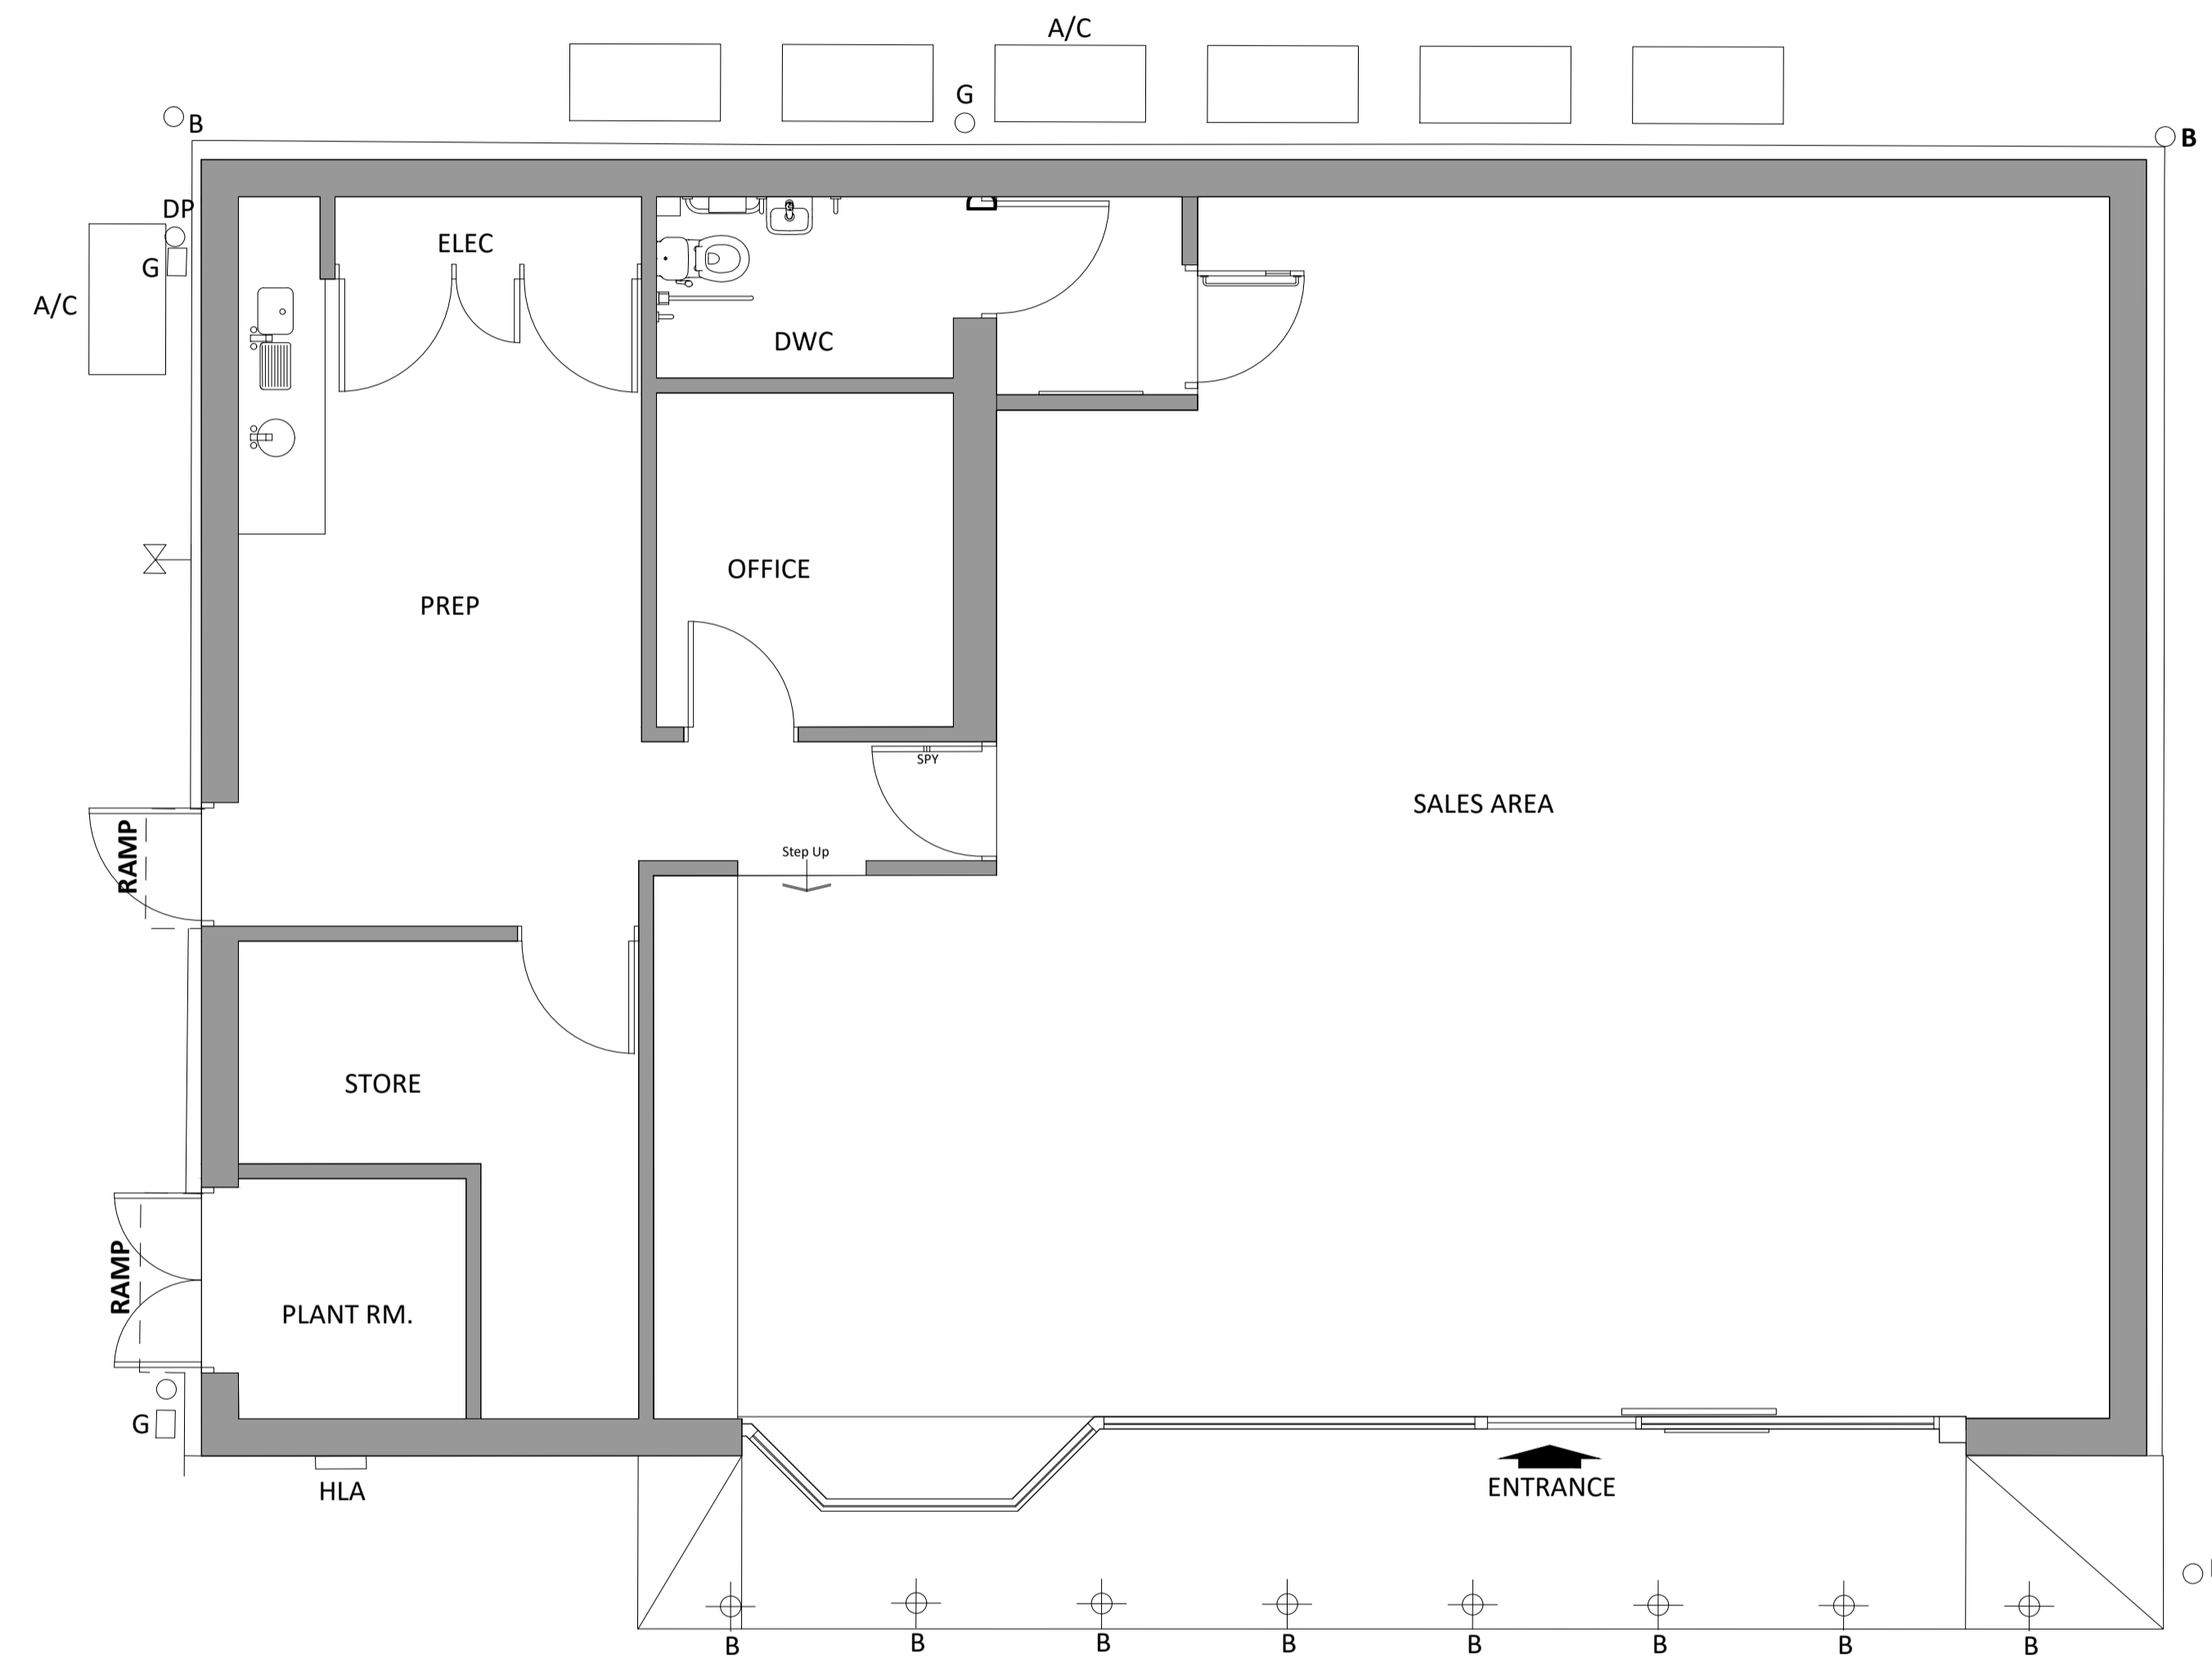 A/C
G
B
B
DP
G
A/C
ELEC
DWC
OFFICE
PREP
SPY
SALES AREA
RAMP
Step Up
STORE
RAMP
PLANT RM.
G
HLA
ENTRANCE
B
B
B
B
B
B
B
B